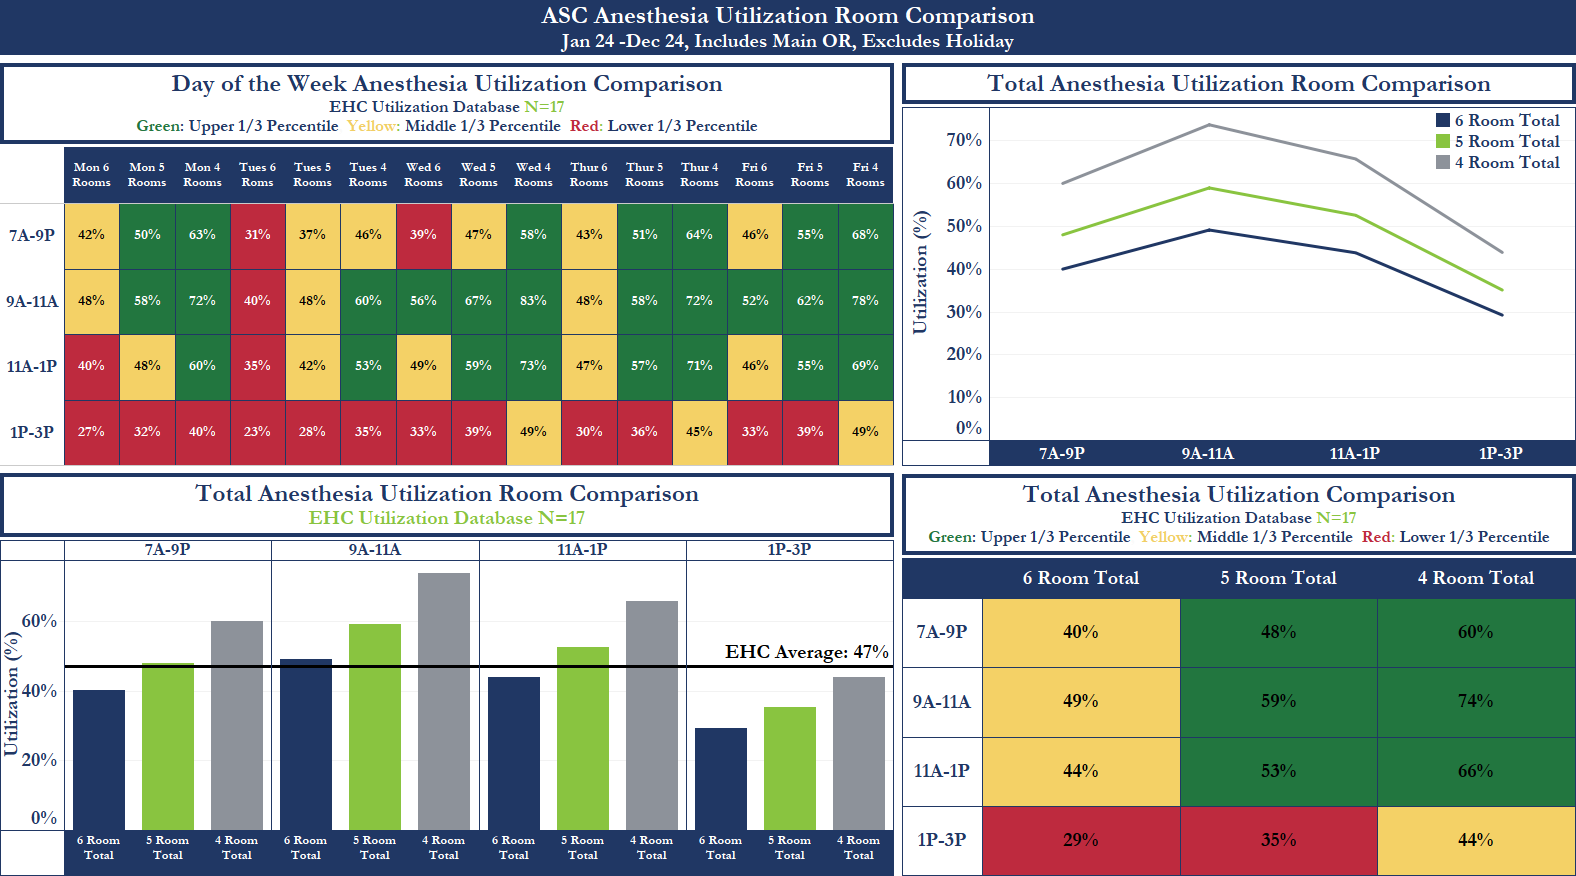 ASC Anesthesia Utilization Room Comparison
Jan 24 -Dec 24, Includes Main OR, Excludes Holiday
Day of the Week Anesthesia Utilization Comparison
EHC Utilization Database N=17
Green: Upper 1/3 Percentile Yellow: Middle 1/3 Percentile Red: Lower 1/3 Percentile
Mon 6 Rooms Mon 5 Rooms Mon 4 Rooms Tues 6 Roms Tues 5 Rooms Tues 4 Rooms Wed 6 Rooms Wed 5 Rooms Wed 4 Rooms Thur 6 Rooms Thur 5 Rooms Thur 4 Rooms Fri 6 Rooms Fri 5 Rooms Fri 4 Rooms
7A-9P 42% 50% 63% 31% 37% 46% 39% 47% 58% 43% 51% 64% 46% 55% 68%
9A-11A 48% 58% 72% 40% 48% 60% 56% 67% 83% 48% 58% 72% 52% 62% 78%
11A-1P 40% 48% 60% 35% 42% 53% 49% 59% 73% 47% 57% 71% 46% 55% 69%
1P-3P 27% 32% 40% 23% 28% 35% 33% 39% 49% 30% 36% 45% 33% 39% 49%
Total Anesthesia Utilization Room Comparison
6 Room Total
5 Room Total
4 Room Total
Utilization (%)
70%
60%
50%
40%
30%
20%
10%
0%
7A-9P 9A-11A 11A-1P 1P-3P
Total Anesthesia Utilization Room Comparison
EHC Utilization Database N=17
7A-9P 9A-11A 11A-1P 1P-3P
Utilization (%)
60%
40%
20%
0%
EHC Average: 47%
6 Room Total 5 Room Total 4 Room Total 6 Room Total 5 Room Total 4 Room Total 6 Room Total 5 Room Total 4 Room Total 6 Room Total 5 Room Total 4 Room Total
Total Anesthesia Utilization Comparison
EHC Utilization Database N=17
Green: Upper 1/3 Percentile Yellow: Middle 1/3 Percentile Red: Lower 1/3 Percentile
6 Room Total 5 Room Total 4 Room Total
7A-9P 40% 48% 60%
9A-11A 49% 59% 74%
11A-1P 44% 53% 66%
1P-3P 29% 35% 44%